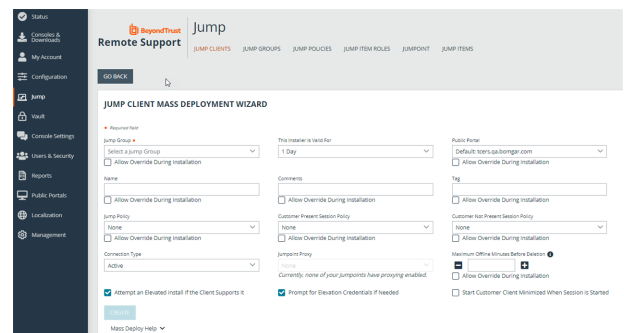 Status
Consoles &
Downloads
My Account
Configuration
Jump
Vault
Console Settings
Users & Security
Reports
Public Portals
Localization
Management
BeyondTrust
Remote Support
Jump
JUMP CLIENTS JUMP GROUPS JUMP POLICIES JUMP ITEM ROLES JUMPOINT JUMP ITEMS
GO BACK
JUMP CLIENT MASS DEPLOYMENT WIZARD
Required field
Jump Group
Select a Jump Group
Allow Override During Installation
This Installer Is Valid For
1 Day
Public Portal
Default: tcers.qa.bomgar.com
Allow Override During Installation
Name
Allow Override During Installation
Comments
Allow Override During Installation
Tag
Allow Override During Installation
Jump Policy
None
Allow Override During Installation
Customer Present Session Policy
None
Allow Override During Installation
Customer Not Present Session Policy
None
Allow Override During Installation
Connection Type
Active
Jumpoint Proxy
None
Currently, none of your Jumpoints have proxying enabled.
Maximum Offline Minutes Before Deletion
Allow Override During Installation
Attempt an Elevated Install if the Client Supports It
Prompt for Elevation Credentials If Needed
Start Customer Client Minimized When Session Is Started
CREATE
Mass Deploy Help